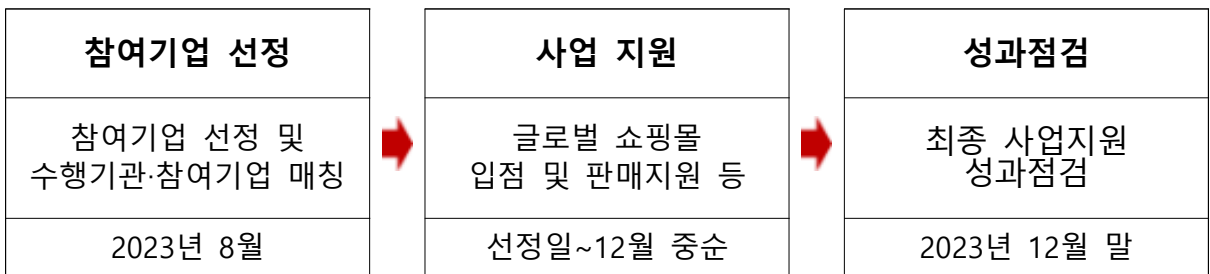 참여기업 선정
참여기업 선정 및
수행기관·참여기업 매칭
2023년 8월
사업 지원
글로벌 쇼핑몰
입점 및 판매지원 등
선정일~12월 중순
성과점검
최종 사업지원
성과점검
2023년 12월 말